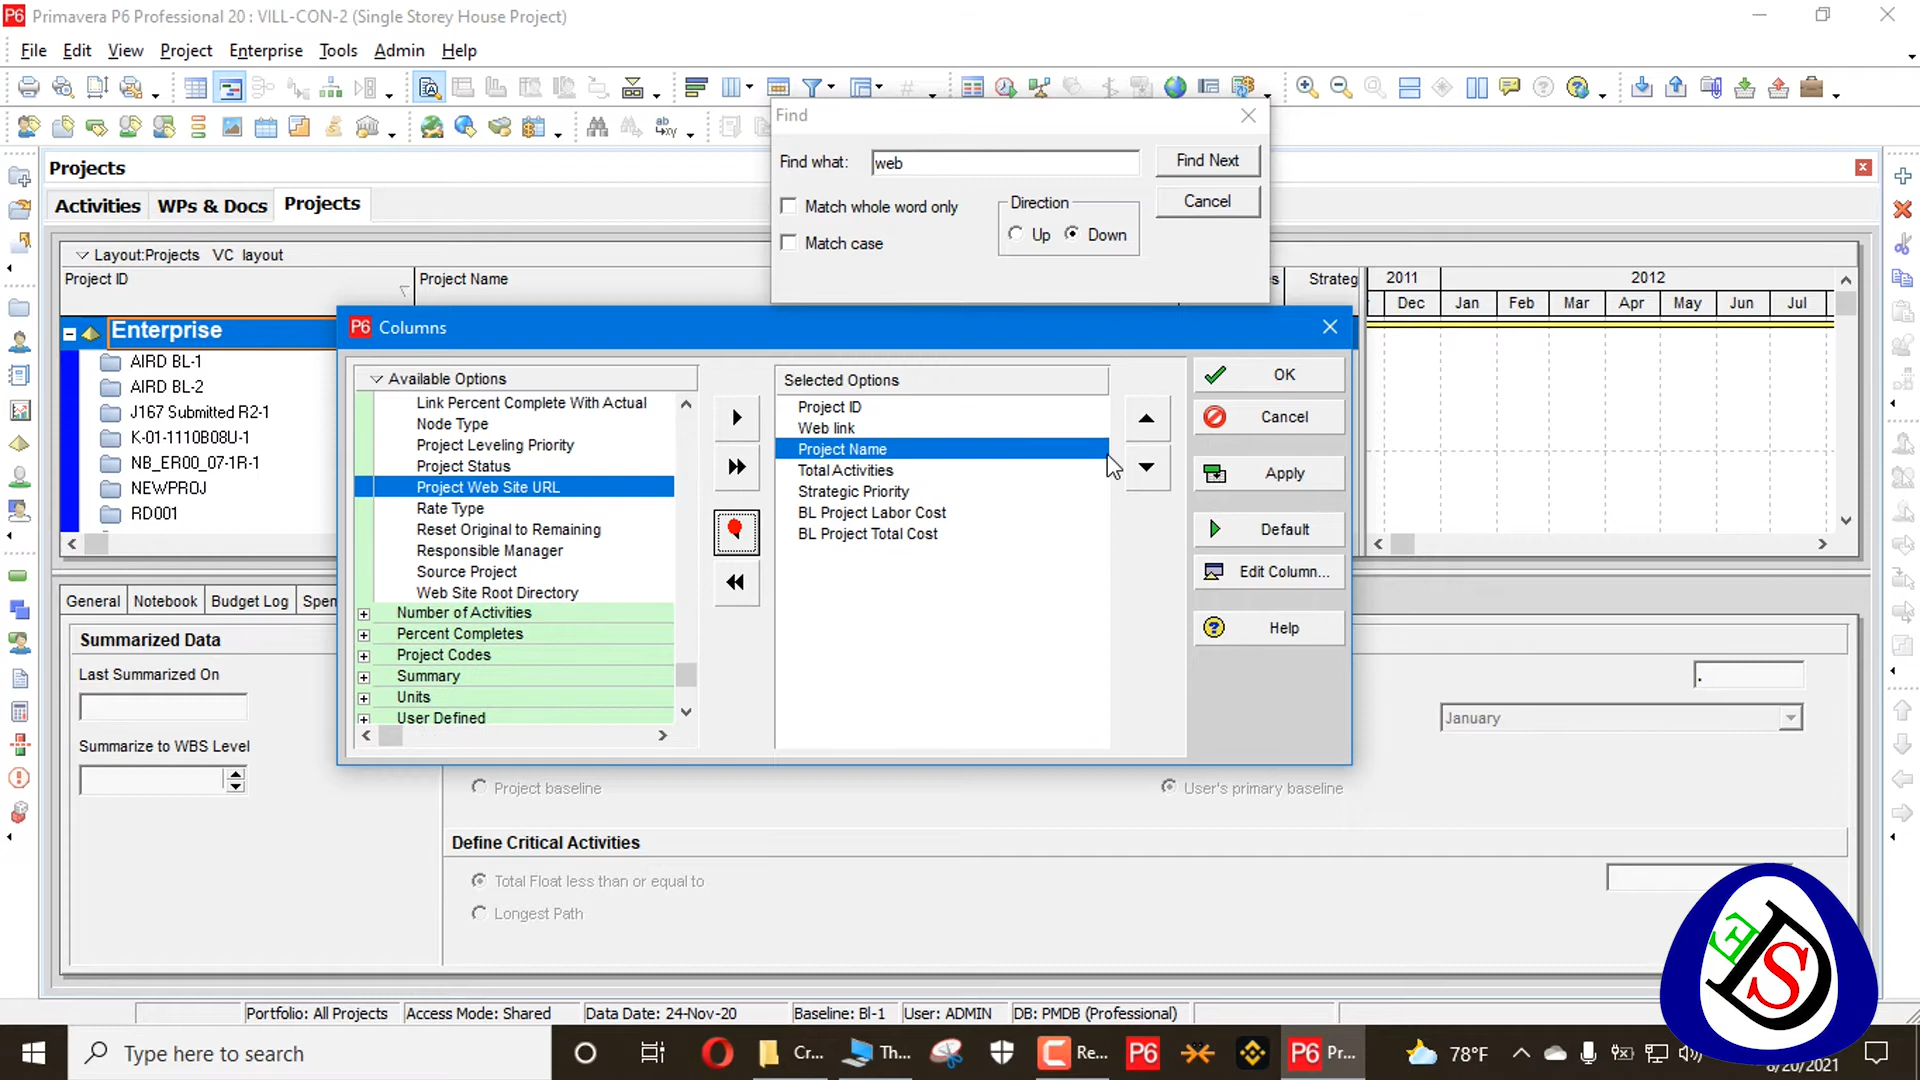 P6 Primavera P6 Professional 20 : VILL-CON-2 (Single Storey House Project)
File Edit View Project Enterprise Tools Admin Help
Find
Find what: web Find Next
Match whole word only Direction Cancel
Match case Up Down
Projects
Activities WPs & Docs Projects
Layout:Projects VC layout
Project ID Project Name Strateg 2011 2012
Dec Jan Feb Mar Apr May Jun Jul
Enterprise
AIRD BL-1
AIRD BL-2
J167 Submitted R2-1
K-01-1110B08U-1
NB_ER00_07-1R-1
NEWPROJ
RD001
P6 Columns
Available Options
Link Percent Complete With Actual
Node Type
Project Leveling Priority
Project Status
Project Web Site URL
Rate Type
Reset Original to Remaining
Responsible Manager
Source Project
Web Site Root Directory
Number of Activities
Percent Completes
Project Codes
Summary
Units
User Defined
Selected Options
Project ID
Web link
Project Name
Total Activities
Strategic Priority
BL Project Labor Cost
BL Project Total Cost
OK
Cancel
Apply
Default
Edit Column...
Help
General Notebook Budget Log Spen
Summarized Data
Last Summarized On
Summarize to WBS Level
.
January
Project baseline User's primary baseline
Define Critical Activities
Total Float less than or equal to
Longest Path
Portfolio: All Projects Access Mode: Shared Data Date: 24-Nov-20 Baseline: Bl-1 User: ADMIN DB: PMDB (Professional)
Type here to search Cr... Th... Re... P6 P6 Pr... 78°F
8/20/2021
E D S